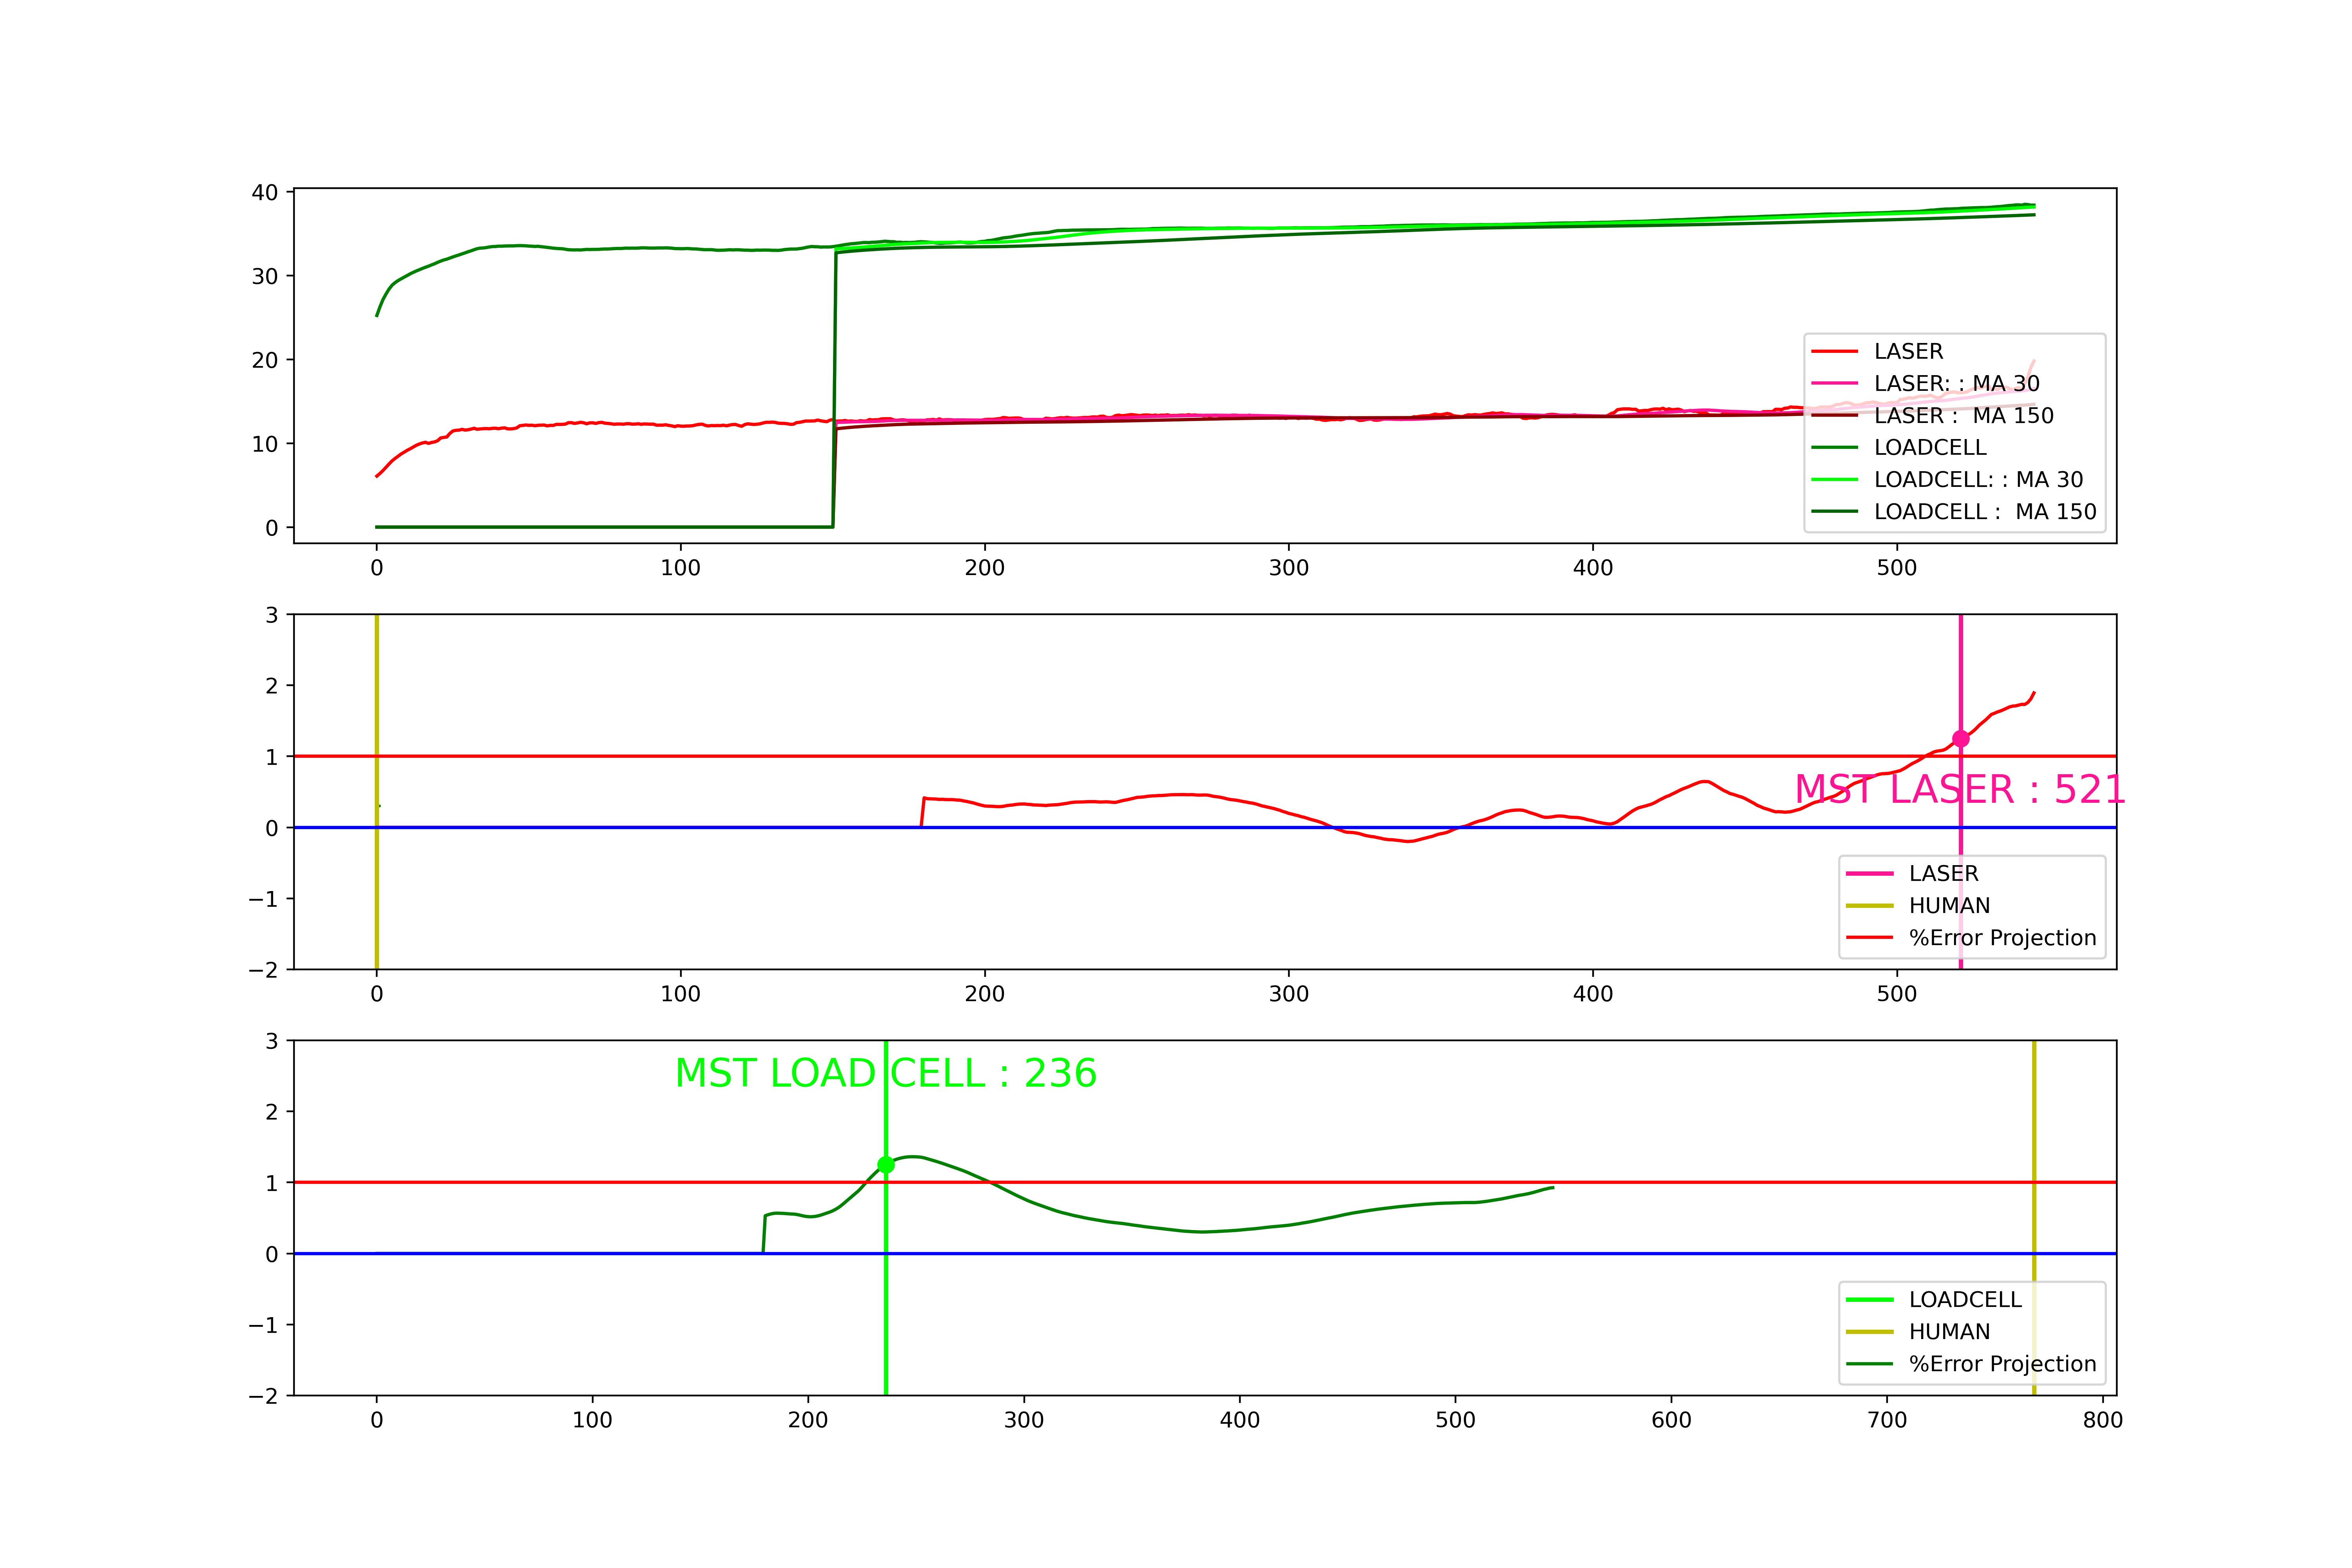 40
30
20
10
0
LASER
LASER: : MA 30
LASER :  MA 150
LOADCELL
LOADCELL: : MA 30
LOADCELL :  MA 150
0 100 200 300 400 500
3
2
1
0
−1
−2
MST LASER : 521
LASER
HUMAN
%Error Projection
0 100 200 300 400 500
3
2
1
0
−1
−2
MST LOAD CELL : 236
LOADCELL
HUMAN
%Error Projection
0 100 200 300 400 500 600 700 800